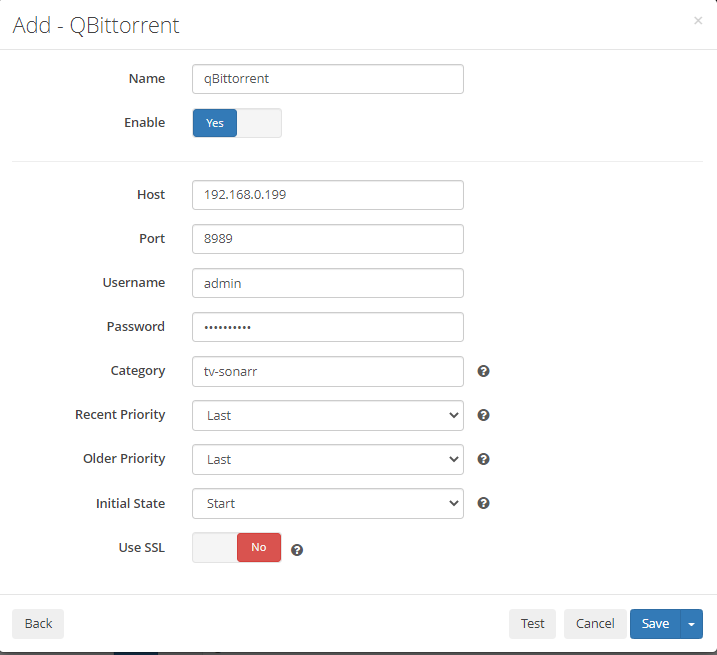 Add - QBittorrent ×
Name qBittorrent
Enable Yes
Host 192.168.0.199
Port 8989
Username admin
Password ••••••••••
Category tv-sonarr ?
Recent Priority Last ?
Older Priority Last ?
Initial State Start ?
Use SSL No ?
Back Test Cancel Save